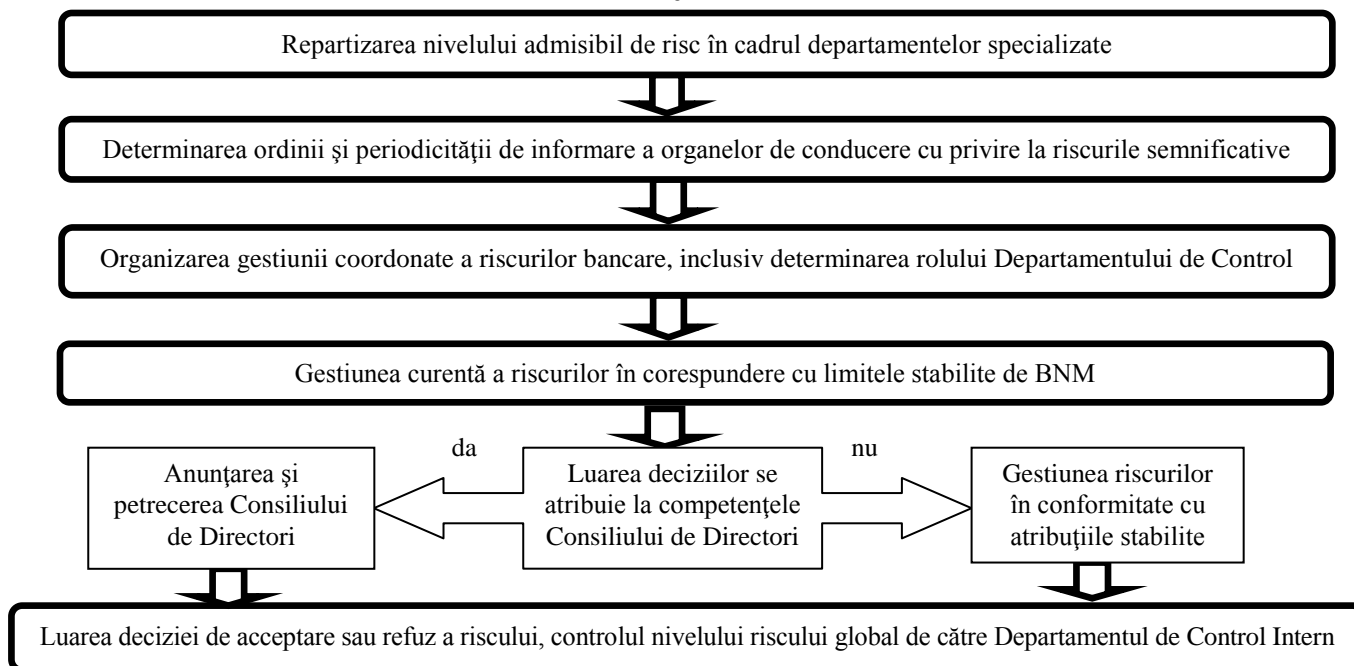 Repartizarea nivelului admisibil de risc în cadrul departamentelor specializate
Determinarea ordinii şi periodicităţii de informare a organelor de conducere cu privire la riscurile semnificative
Organizarea gestiunii coordonate a riscurilor bancare, inclusiv determinarea rolului Departamentului de Control
Gestiunea curentă a riscurilor în corespundere cu limitele stabilite de BNM
da
nu
Anunţarea şi
petrecerea Consiliului
de Directori
Luarea deciziilor se
atribuie la competenţele
Consiliului de Directori
Gestiunea riscurilor
în conformitate cu
atribuţiile stabilite
Luarea deciziei de acceptare sau refuz a riscului, controlul nivelului riscului global de către Departamentul de Control Intern